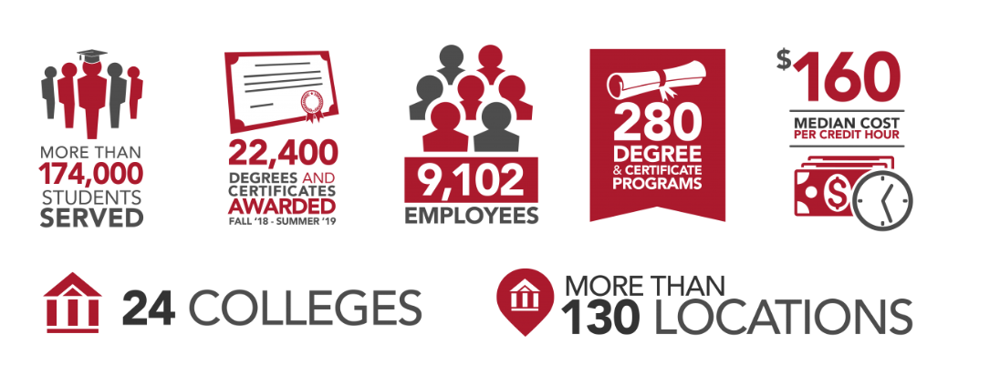 MORE THAN
174,000
STUDENTS
SERVED
22,400
DEGREES AND
CERTIFICATES
AWARDED
FALL ‘18 - SUMMER ’19
9,102
EMPLOYEES
280
DEGREE
& CERTIFICATE
PROGRAMS
$160
MEDIAN COST
PER CREDIT HOUR
$
24 COLLEGES
MORE THAN
130 LOCATIONS